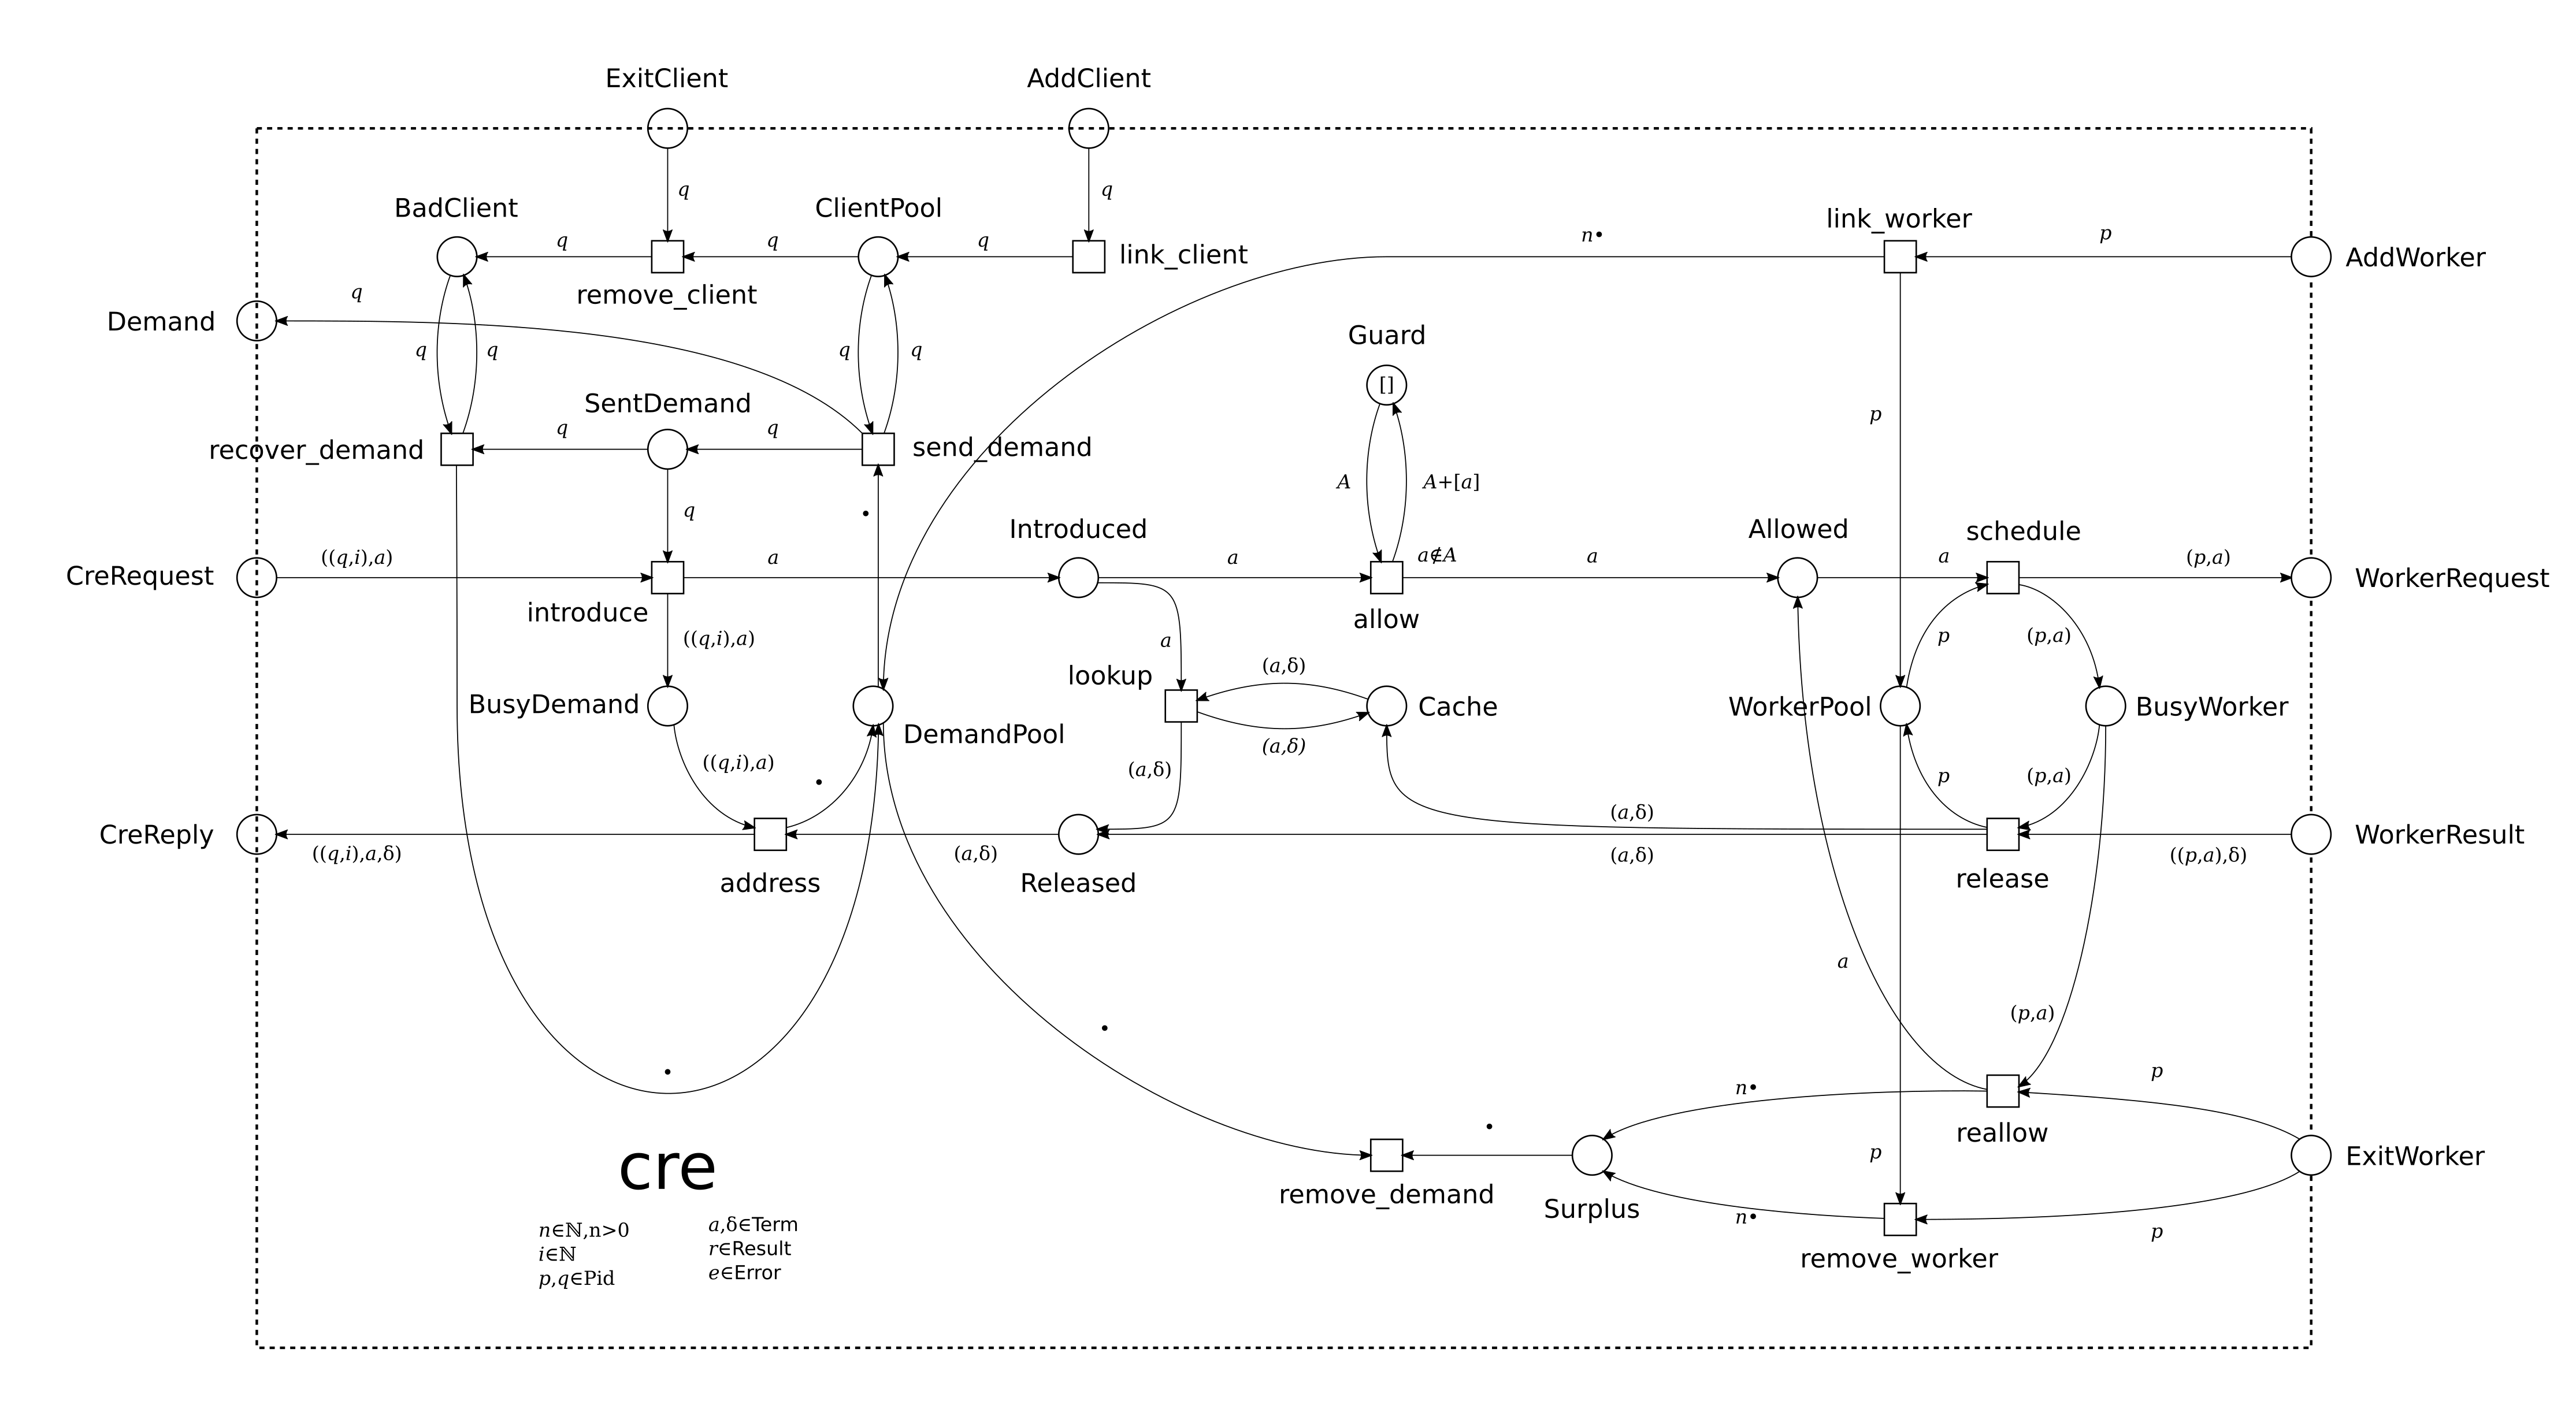 ExitClient
AddClient
q
q
BadClient
ClientPool
link_worker
q
q
q
n•
p
link_client
AddWorker
remove_client
Demand
q
Guard
q
q
q
q
[]
SentDemand
p
recover_demand
q
q
send_demand
A
A+[a]
q
•
Introduced
Allowed
schedule
CreRequest
((q,i),a)
a
a
a∉A
a
a
(p,a)
WorkerRequest
introduce
allow
((q,i),a)
a
p
(p,a)
lookup
(a,δ)
BusyDemand
DemandPool
Cache
WorkerPool
BusyWorker
(a,δ)
((q,i),a)
•
(a,δ)
p
(p,a)
(a,δ)
CreReply
WorkerResult
((q,i),a,δ)
(a,δ)
(a,δ)
((p,a),δ)
address
Released
release
a
(p,a)
•
•
n•
p
•
reallow
cre
p
ExitWorker
remove_demand
Surplus
n•
p
remove_worker
n∈ℕ,n>0
i∈ℕ
p,q∈Pid
a,δ∈Term
r∈Result
e∈Error